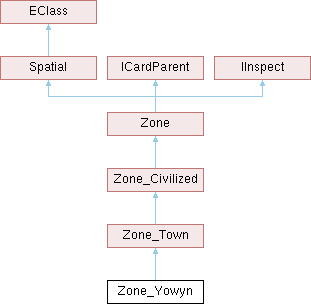 EClass
Spatial
ICardParent
IInspect
Zone
Zone_Civilized
Zone_Town
Zone_Yowyn